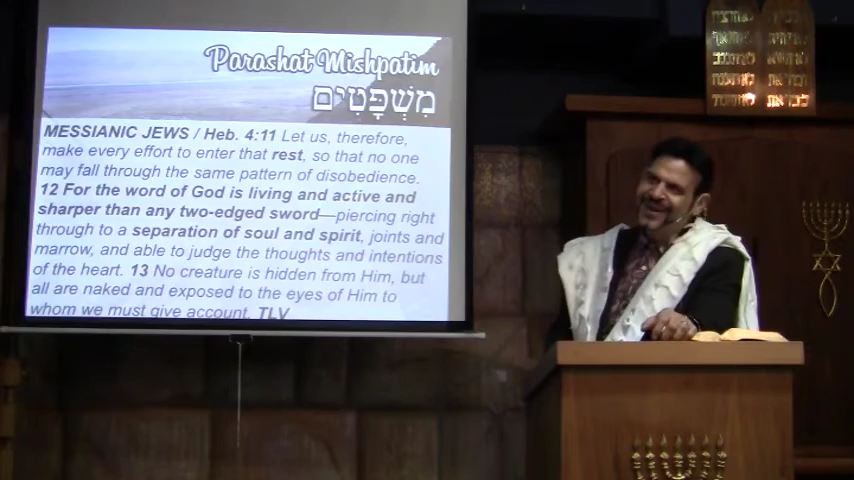 Parashat Mishpatim
מִשְׁפָּטִים
MESSIANIC JEWS / Heb. 4:11 Let us, therefore,
make every effort to enter that rest, so that no one
may fall through the same pattern of disobedience.
12 For the word of God is living and active and
sharper than any two-edged sword—piercing right
through to a separation of soul and spirit, joints and
marrow, and able to judge the thoughts and intentions
of the heart. 13 No creature is hidden from Him, but
all are naked and exposed to the eyes of Him to
whom we must give account. TLV